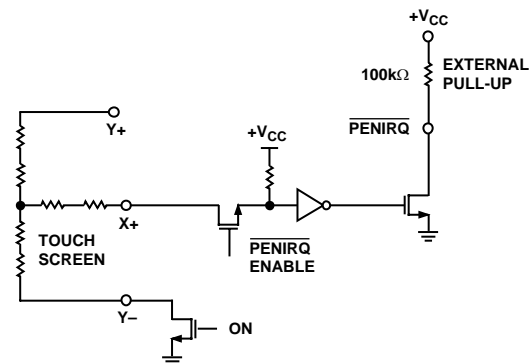 +VCC
100kΩ
EXTERNAL
PULL-UP
PENIRQ
Y+
+VCC
X+
TOUCH
SCREEN
PENIRQ
ENABLE
Y–
ON